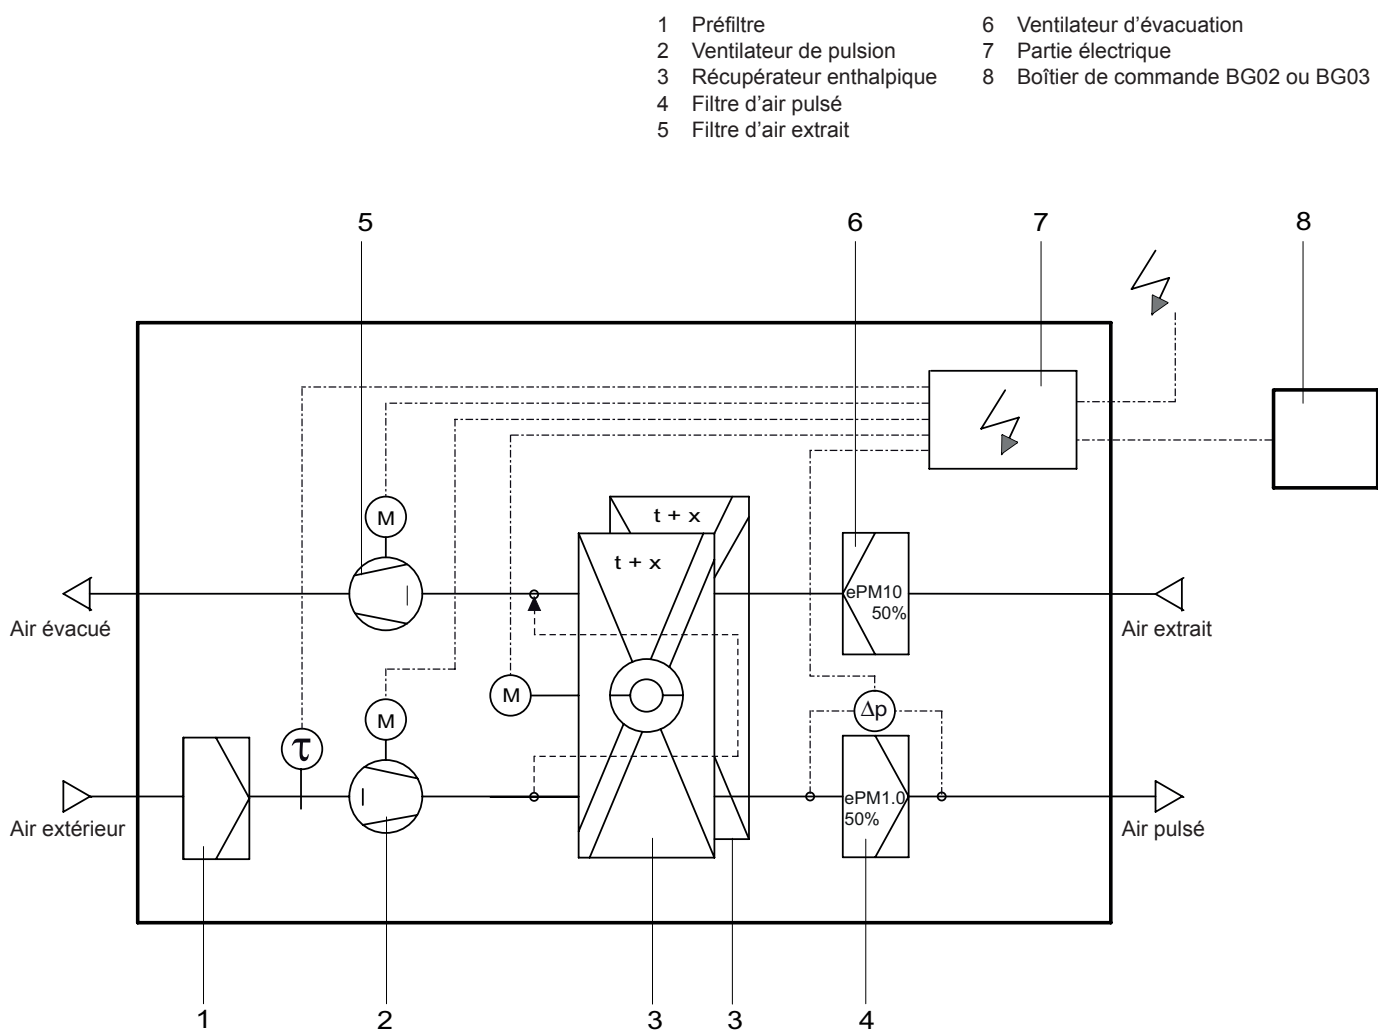 1 Préfiltre
2 Ventilateur de pulsion
3 Récupérateur enthalpique
4 Filtre d'air pulsé
5 Filtre d'air extrait
6 Ventilateur d'évacuation
7 Partie électrique
8 Boîtier de commande BG02 ou BG03
5
6
7
8
M
t + x
t + x
ePM10
50%
Air évacué
Air extrait
M
M
Δp
τ
ePM1.0
50%
Air extérieur
Air pulsé
1
2
3
3
4